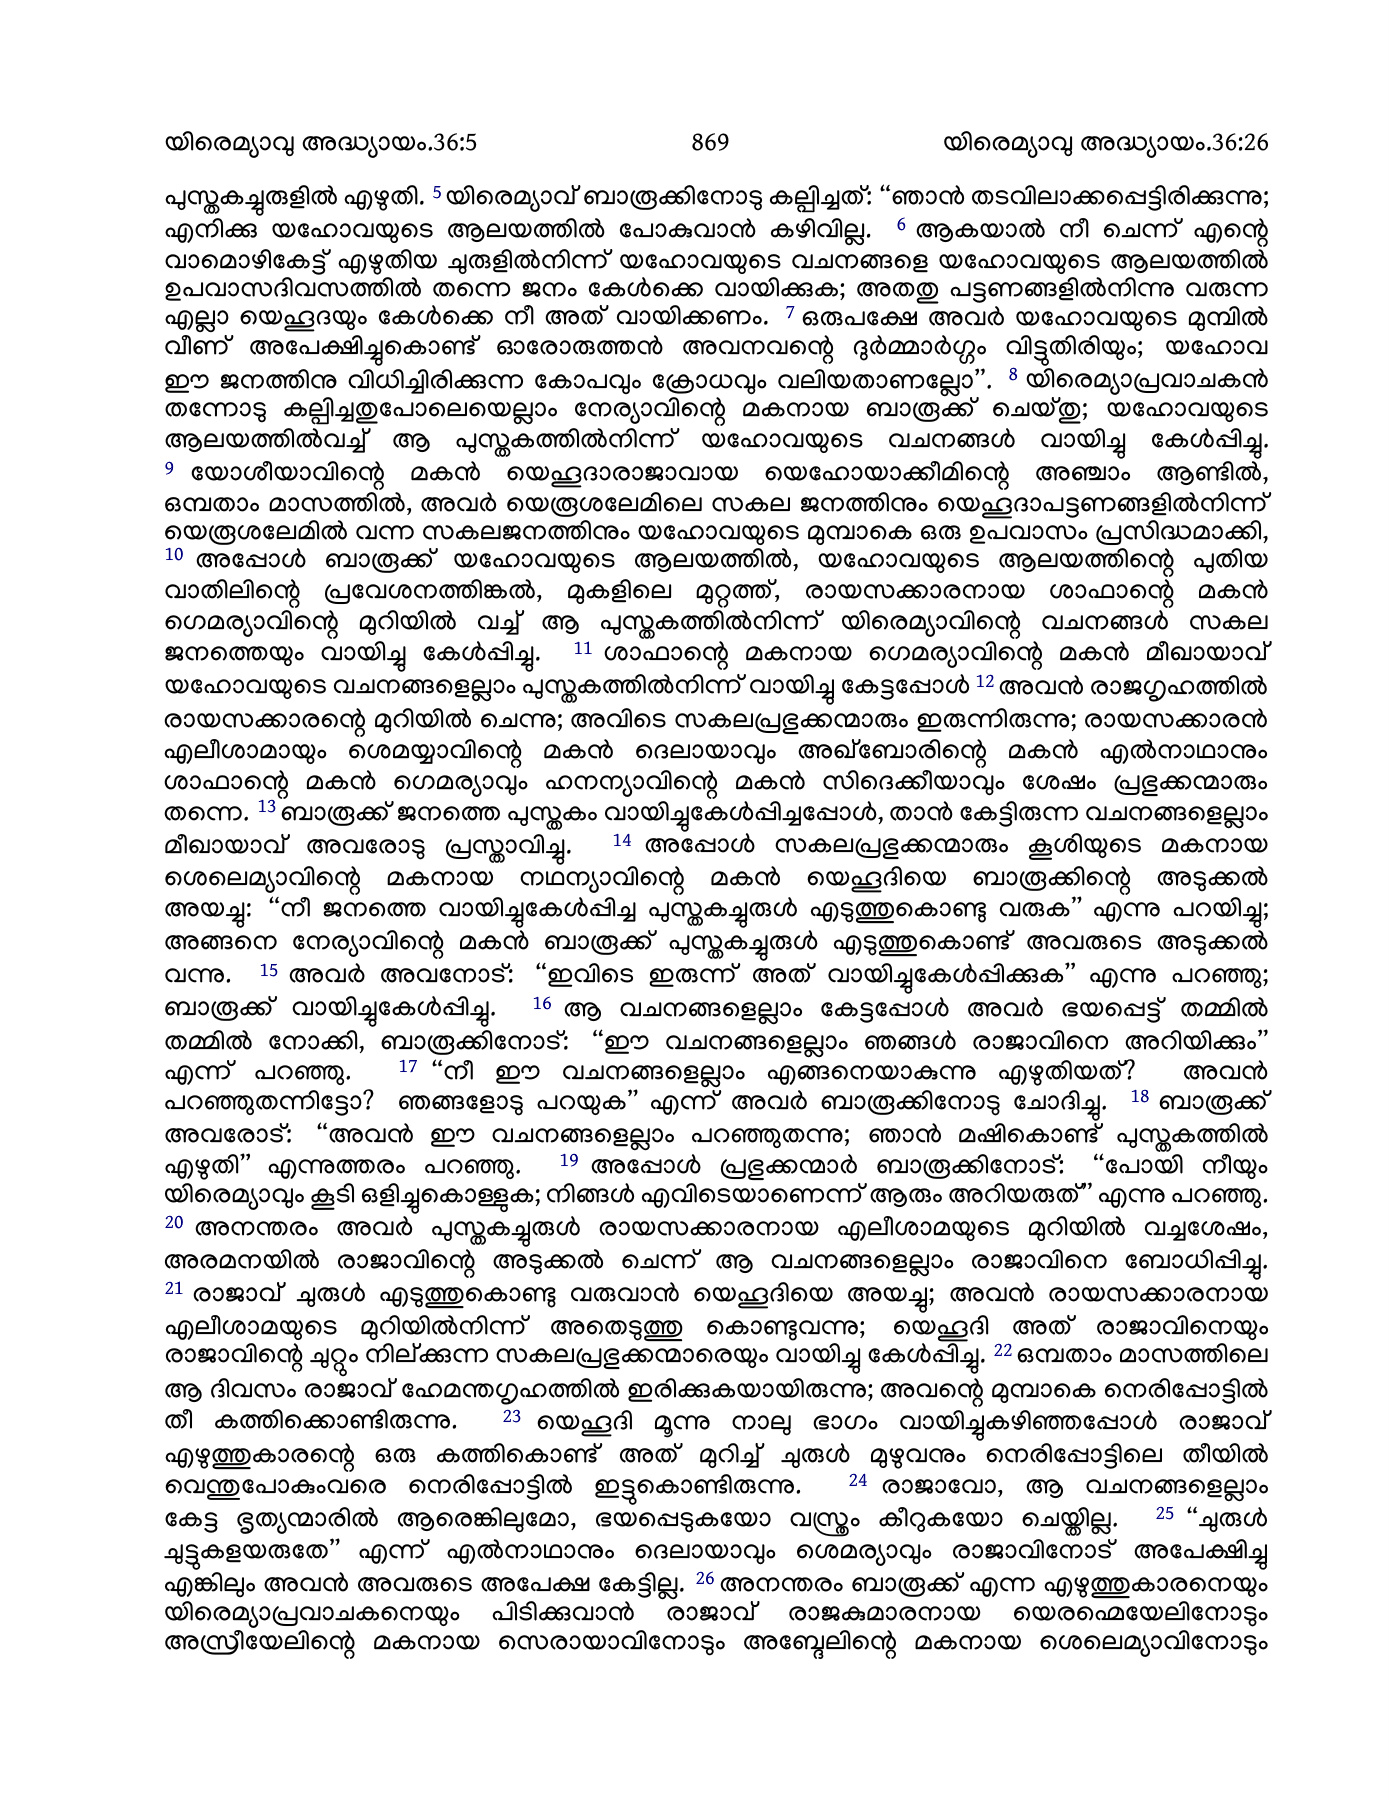 യിരെമ്യാവു അദ്ധ്യായം.36:5 869 യിരെമ്യാവു അദ്ധ്യായം.36:26
പുസ്തകച്ചുരുളിൽ എഴുതി. 5 യിരെമ്യാവ് ബാരൂക്കിനോടു കല്പിച്ചത്: “ഞാൻ തടവിലാക്കപ്പെട്ടിരിക്കുന്നു;
എനിക്കു യഹോവയുടെ ആലയത്തിൽ പോകുവാൻ കഴിവില്ല. 6 ആകയാൽ നീ ചെന്ന് എന്റെ
വാമൊഴികേട്ട് എഴുതിയ ചുരുളിൽനിന്ന് യഹോവയുടെ വചനങ്ങളെ യഹോവയുടെ ആലയത്തിൽ
ഉപവാസദിവസത്തിൽ തന്നെ ജനം കേൾക്കെ വായിക്കുക; അതതു പട്ടണങ്ങളിൽനിന്നു വരുന്ന
എല്ലാ യെഹൂദയും കേൾക്കെ നീ അത് വായിക്കണം. 7 ഒരുപക്ഷേ അവർ യഹോവയുടെ മുമ്പിൽ
വീണ് അപേക്ഷിച്ചുകൊണ്ട് ഓരോരുത്തൻ അവനവന്റെ ദുർമ്മാർഗ്ഗം വിട്ടുതിരിയും; യഹോവ
ഈ ജനത്തിനു വിധിച്ചിരിക്കുന്ന കോപവും ക്രോധവും വലിയതാണല്ലോ”. 8 യിരെമ്യാപ്രവാചകൻ
തന്നോടു കല്പിച്ചതുപോലെയെല്ലാം നേര്യാവിന്റെ മകനായ ബാരൂക്ക് ചെയ്തു; യഹോവയുടെ
ആലയത്തിൽവച്ച് ആ പുസ്തകത്തിൽനിന്ന് യഹോവയുടെ വചനങ്ങൾ വായിച്ചു കേൾപ്പിച്ചു.
9 യോശീയാവിന്റെ മകൻ യെഹൂദാരാജാവായ യെഹോയാക്കീമിന്റെ അഞ്ചാം ആണ്ടിൽ,
ഒമ്പതാം മാസത്തിൽ, അവർ യെരൂശലേമിലെ സകല ജനത്തിനും യെഹൂദാപട്ടണങ്ങളിൽനിന്ന്
യെരൂശലേമിൽ വന്ന സകലജനത്തിനും യഹോവയുടെ മുമ്പാകെ ഒരു ഉപവാസം പ്രസിദ്ധമാക്കി,
10 അപ്പോൾ ബാരൂക്ക് യഹോവയുടെ ആലയത്തിൽ, യഹോവയുടെ ആലയത്തിന്റെ പുതിയ
വാതിലിന്റെ പ്രവേശനത്തിങ്കൽ, മുകളിലെ മുറ്റത്ത്, രായസക്കാരനായ ശാഫാന്റെ മകൻ
ഗെമര്യാവിന്റെ മുറിയിൽ വച്ച് ആ പുസ്തകത്തിൽനിന്ന് യിരെമ്യാവിന്റെ വചനങ്ങൾ സകല
ജനത്തെയും വായിച്ചു കേൾപ്പിച്ചു. 11 ശാഫാന്റെ മകനായ ഗെമര്യാവിന്റെ മകൻ മീഖായാവ്
യഹോവയുടെ വചനങ്ങളെല്ലാം പുസ്തകത്തിൽനിന്ന് വായിച്ചു കേട്ടപ്പോൾ 12 അവൻ രാജഗൃഹത്തിൽ
രായസക്കാരന്റെ മുറിയിൽ ചെന്നു; അവിടെ സകലപ്രഭുക്കന്മാരും ഇരുന്നിരുന്നു; രായസക്കാരൻ
എലീശാമായും ശെമയ്യാവിന്റെ മകൻ ദെലായാവും അഖ്ബോരിന്റെ മകൻ എൽനാഥാനും
ശാഫാന്റെ മകൻ ഗെമര്യാവും ഹനന്യാവിന്റെ മകൻ സിദെക്കീയാവും ശേഷം പ്രഭുക്കന്മാരും
തന്നെ. 13 ബാരൂക്ക് ജനത്തെ പുസ്തകം വായിച്ചുകേൾപ്പിച്ചപ്പോൾ, താൻ കേട്ടിരുന്ന വചനങ്ങളെല്ലാം
മീഖായാവ് അവരോടു പ്രസ്താവിച്ചു. 14 അപ്പോൾ സകലപ്രഭുക്കന്മാരും കൂശിയുടെ മകനായ
ശെലെമ്യാവിന്റെ മകനായ നഥന്യാവിന്റെ മകൻ യെഹൂദിയെ ബാരൂക്കിന്റെ അടുക്കൽ
അയച്ചു: “നീ ജനത്തെ വായിച്ചുകേൾപ്പിച്ച പുസ്തകച്ചുരുൾ എടുത്തുകൊണ്ടു വരുക” എന്നു പറയിച്ചു;
അങ്ങനെ നേര്യാവിന്റെ മകൻ ബാരൂക്ക് പുസ്തകച്ചുരുൾ എടുത്തുകൊണ്ട് അവരുടെ അടുക്കൽ
വന്നു. 15 അവർ അവനോട്: “ഇവിടെ ഇരുന്ന് അത് വായിച്ചുകേൾപ്പിക്കുക” എന്നു പറഞ്ഞു;
ബാരൂക്ക് വായിച്ചുകേൾപ്പിച്ചു. 16 ആ വചനങ്ങളെല്ലാം കേട്ടപ്പോൾ അവർ ഭയപ്പെട്ട് തമ്മിൽ
തമ്മിൽ നോക്കി, ബാരൂക്കിനോട്: “ഈ വചനങ്ങളെല്ലാം ഞങ്ങൾ രാജാവിനെ അറിയിക്കും”
എന്ന് പറഞ്ഞു. 17 “നീ ഈ വചനങ്ങളെല്ലാം എങ്ങനെയാകുന്നു എഴുതിയത്? അവൻ
പറഞ്ഞുതന്നിട്ടോ? ഞങ്ങളോടു പറയുക” എന്ന് അവർ ബാരൂക്കിനോടു ചോദിച്ചു. 18 ബാരൂക്ക്
അവരോട്: “അവൻ ഈ വചനങ്ങളെല്ലാം പറഞ്ഞുതന്നു; ഞാൻ മഷികൊണ്ട് പുസ്തകത്തിൽ
എഴുതി” എന്നുത്തരം പറഞ്ഞു. 19 അപ്പോൾ പ്രഭുക്കന്മാർ ബാരൂക്കിനോട്: “പോയി നീയും
യിരെമ്യാവും കൂടി ഒളിച്ചുകൊള്ളുക; നിങ്ങൾ എവിടെയാണെന്ന് ആരും അറിയരുത്” എന്നു പറഞ്ഞു.
20 അനന്തരം അവർ പുസ്തകച്ചുരുൾ രായസക്കാരനായ എലീശാമയുടെ മുറിയിൽ വച്ചശേഷം,
അരമനയിൽ രാജാവിന്റെ അടുക്കൽ ചെന്ന് ആ വചനങ്ങളെല്ലാം രാജാവിനെ ബോധിപ്പിച്ചു.
21 രാജാവ് ചുരുൾ എടുത്തുകൊണ്ടു വരുവാൻ യെഹൂദിയെ അയച്ചു; അവൻ രായസക്കാരനായ
എലീശാമയുടെ മുറിയിൽനിന്ന് അതെടുത്തു കൊണ്ടുവന്നു; യെഹൂദി അത് രാജാവിനെയും
രാജാവിന്റെ ചുറ്റും നില്ക്കുന്ന സകലപ്രഭുക്കന്മാരെയും വായിച്ചു കേൾപ്പിച്ചു. 22 ഒമ്പതാം മാസത്തിലെ
ആ ദിവസം രാജാവ് ഹേമന്തഗൃഹത്തിൽ ഇരിക്കുകയായിരുന്നു; അവന്റെ മുമ്പാകെ നെരിപ്പോട്ടിൽ
തീ കത്തിക്കൊണ്ടിരുന്നു. 23 യെഹൂദി മൂന്നു നാലു ഭാഗം വായിച്ചുകഴിഞ്ഞപ്പോൾ രാജാവ്
എഴുത്തുകാരന്റെ ഒരു കത്തികൊണ്ട് അത് മുറിച്ച് ചുരുൾ മുഴുവനും നെരിപ്പോട്ടിലെ തീയിൽ
വെന്തുപോകുംവരെ നെരിപ്പോട്ടിൽ ഇട്ടുകൊണ്ടിരുന്നു. 24 രാജാവോ, ആ വചനങ്ങളെല്ലാം
കേട്ട ഭൃത്യന്മാരിൽ ആരെങ്കിലുമോ, ഭയപ്പെടുകയോ വസ്ത്രം കീറുകയോ ചെയ്തില്ല. 25 “ചുരുൾ
ചുട്ടുകളയരുതേ” എന്ന് എൽനാഥാനും ദെലായാവും ശെമര്യാവും രാജാവിനോട് അപേക്ഷിച്ചു
എങ്കിലും അവൻ അവരുടെ അപേക്ഷ കേട്ടില്ല. 26 അനന്തരം ബാരൂക്ക് എന്ന എഴുത്തുകാരനെയും
യിരെമ്യാപ്രവാചകനെയും പിടിക്കുവാൻ രാജാവ് രാജകുമാരനായ യെരഹ്മെയേലിനോടും
അസ്രീയേലിന്റെ മകനായ സെരായാവിനോടും അബ്ദേലിന്റെ മകനായ ശെലെമ്യാവിനോടും